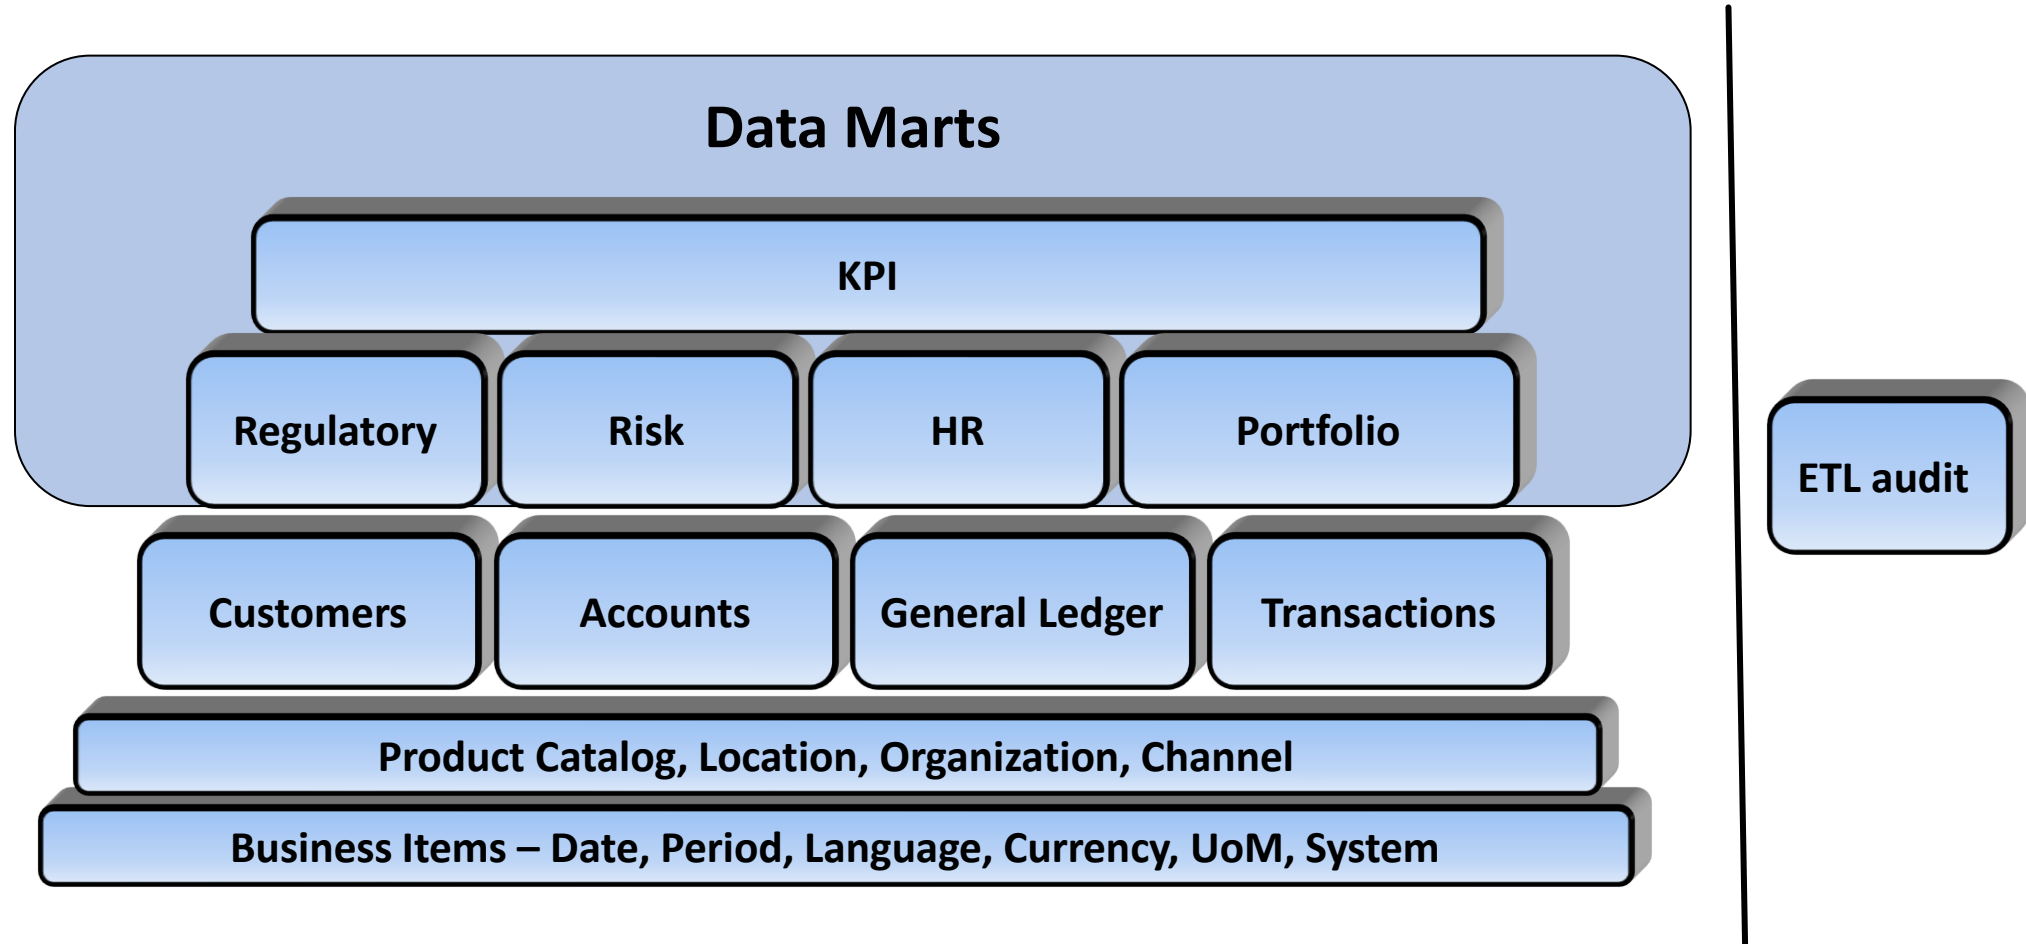 Data Marts
KPI
Regulatory
Risk
HR
Portfolio
ETL audit
Customers
Accounts
General Ledger
Transactions
Product Catalog, Location, Organization, Channel
Business Items – Date, Period, Language, Currency, UoM, System